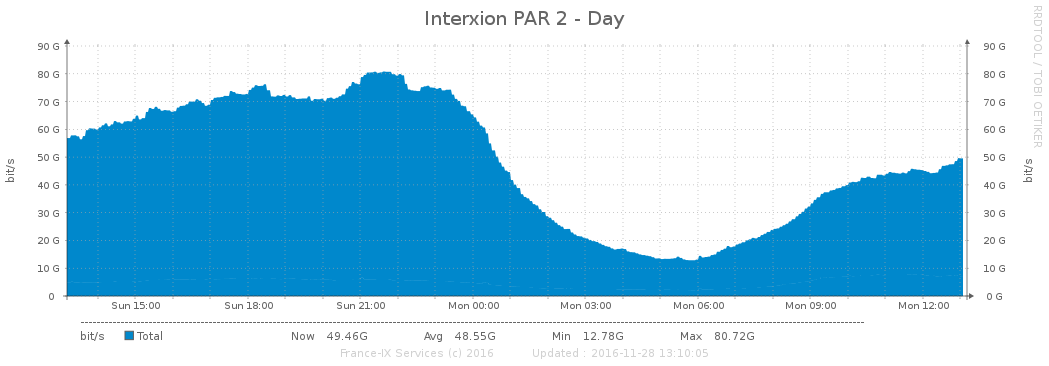 Interxion PAR 2 - Day
RRDTOOL / TOBI OETIKER
bit/s
90 G
80 G
70 G
60 G
50 G
40 G
30 G
20 G
10 G
0
90 G
80 G
70 G
60 G
50 G
40 G
30 G
20 G
10 G
0 G
bit/s
Sun 15:00 Sun 18:00 Sun 21:00 Mon 00:00 Mon 03:00 Mon 06:00 Mon 09:00 Mon 12:00
bit/s Total Now 49.46G Avg 48.55G Min 12.78G Max 80.72G
France-IX Services (c) 2016 Updated : 2016-11-28 13:10:05